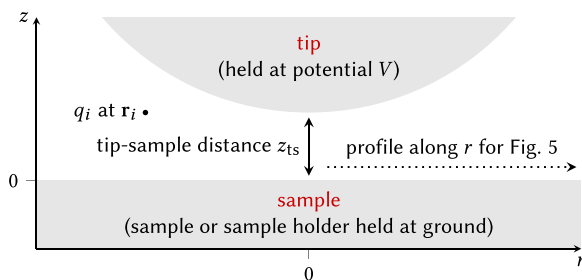 z
tip
(held at potential V)
q_i at r_i
tip-sample distance z_ts
profile along r for Fig. 5
0
sample
(sample or sample holder held at ground)
r
0